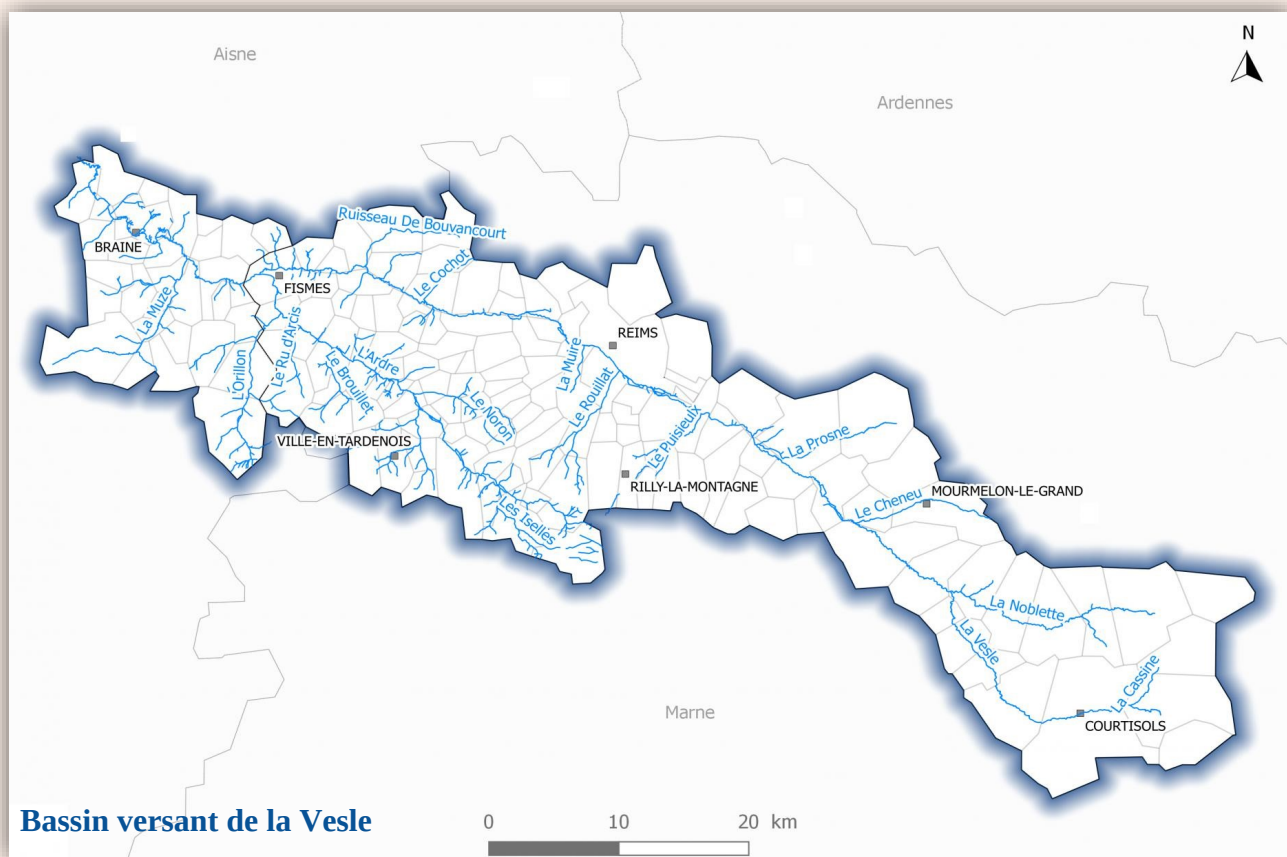 N
Aisne
Ardennes
Ruisseau De Bouvancourt
BRAINE
Le Cochot
FISMES
La Muze
REIMS
Le Ru d'Arcis
L'Ardre
L'Orillon
Le Brouillet
La Muire
Le Rouillat
Le Noron
Le Puisieulx
La Prosne
VILLE-EN-TARDENOIS
RILLY-LA-MONTAGNE
Le Cheneu
MOURMELON-LE-GRAND
Les Iselles
La Noblette
La Vesle
La Cassine
Marne
COURTISOLS
Bassin versant de la Vesle
0 10 20 km